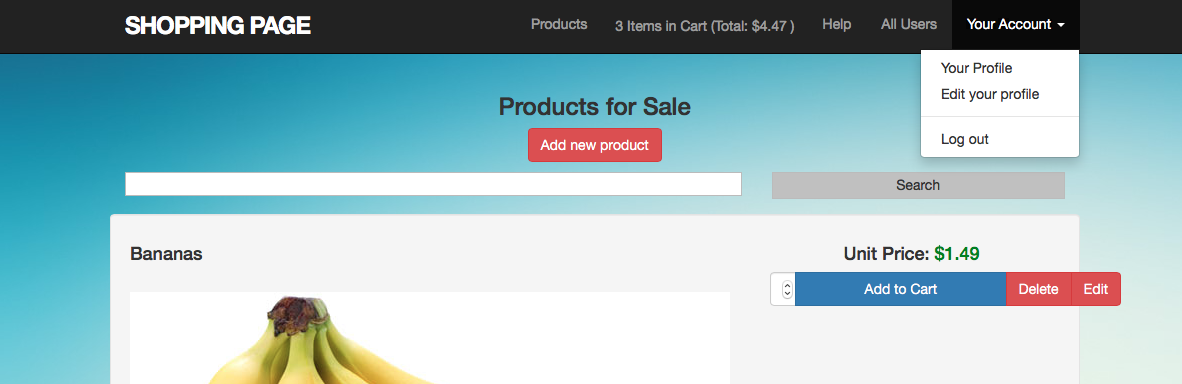 SHOPPING PAGE
Products 3 Items in Cart (Total: $4.47 ) Help All Users Your Account
Your Profile
Edit your profile
Log out
Products for Sale
Add new product
Search
Bananas
Unit Price: $1.49
Add to Cart Delete Edit